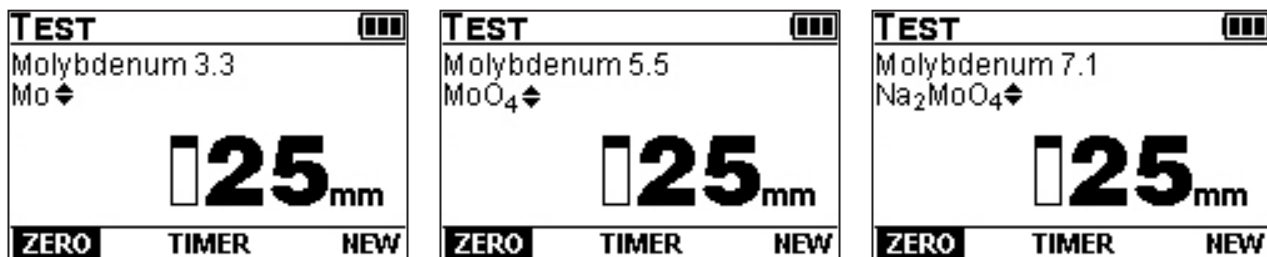 TEST
Molybdenum 3.3
Mo
25mm
ZERO TIMER NEW
TEST
Molybdenum 5.5
MoO₄
25mm
ZERO TIMER NEW
TEST
Molybdenum 7.1
Na₂MoO₄
25mm
ZERO TIMER NEW